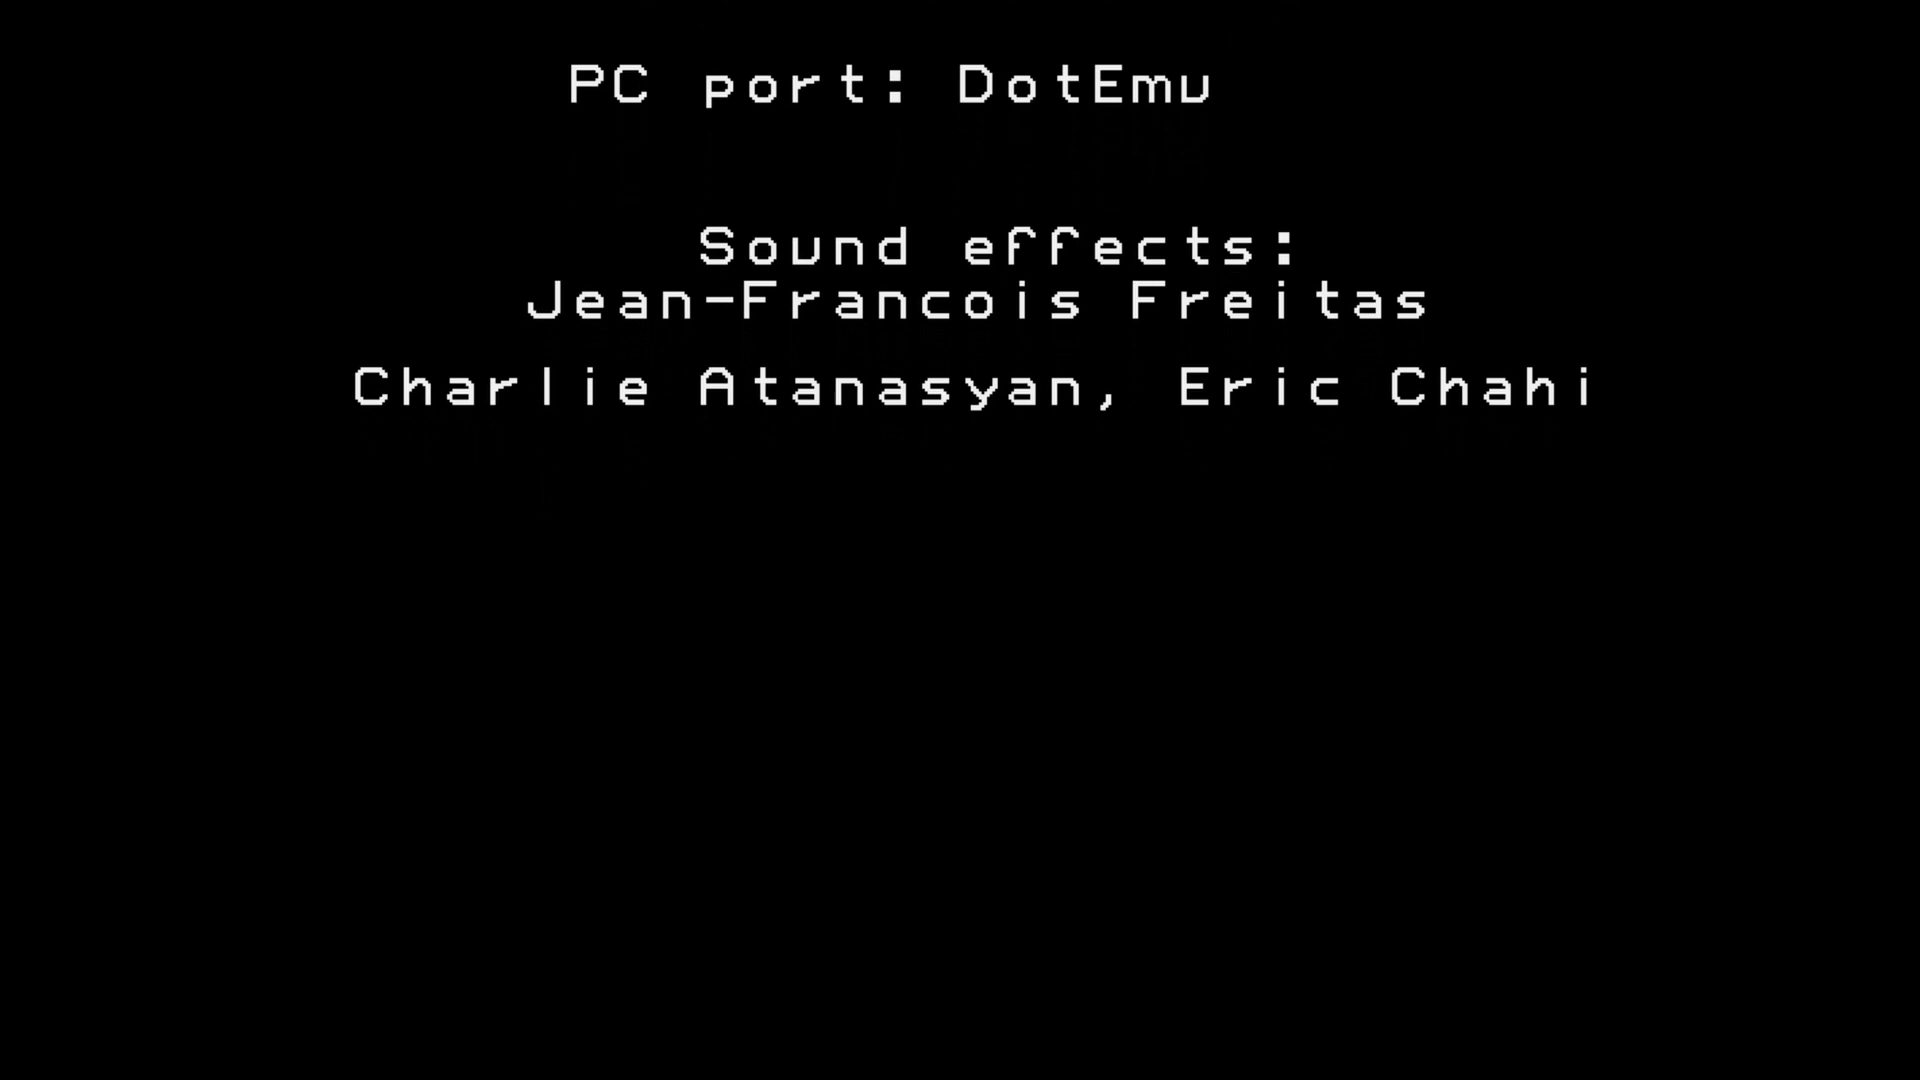 PC port: DotEmu
Sound effects:
Jean-Francois Freitas
Charlie Atanasyan, Eric Chahi